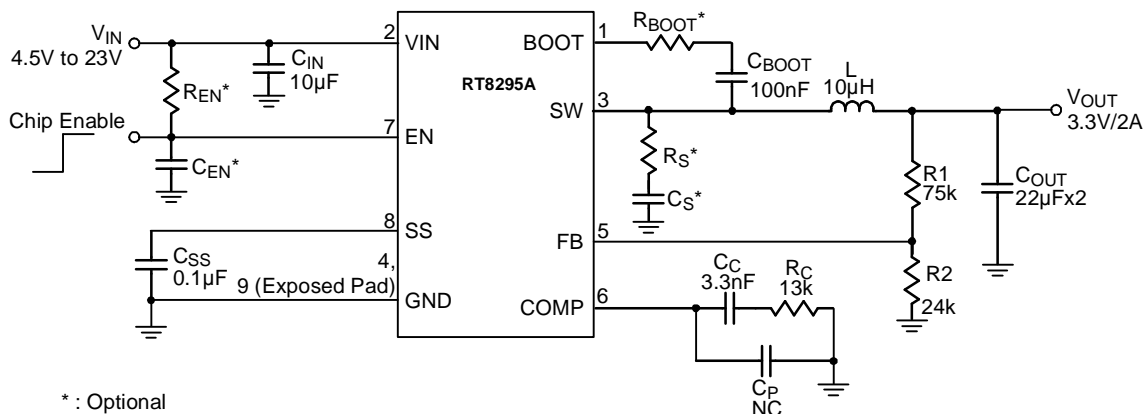 VIN
4.5V to 23V
REN*
CIN
10µF
Chip Enable
CEN*
CSS
0.1µF
2
VIN
7
EN
8
SS
4,
9 (Exposed Pad)
GND
RT8295A
BOOT
1
SW
3
FB
5
COMP
6
RBOOT*
CBOOT
100nF
L
10µH
RS*
CS*
VOUT
3.3V/2A
R1
75k
COUT
22µFx2
R2
24k
CC
3.3nF
RC
13k
CP
NC
* : Optional